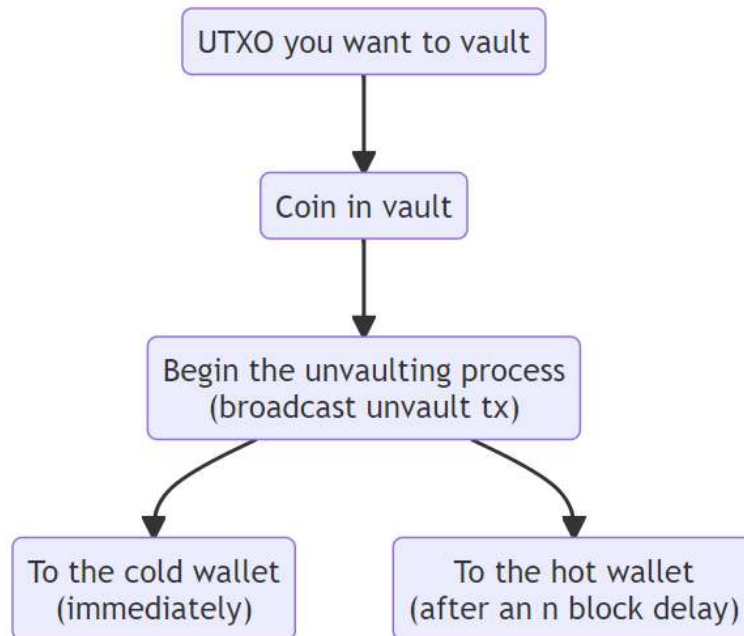 UTXO you want to vault
Coin in vault
Begin the unvaulting process
(broadcast unvault tx)
To the cold wallet
(immediately)
To the hot wallet
(after an n block delay)